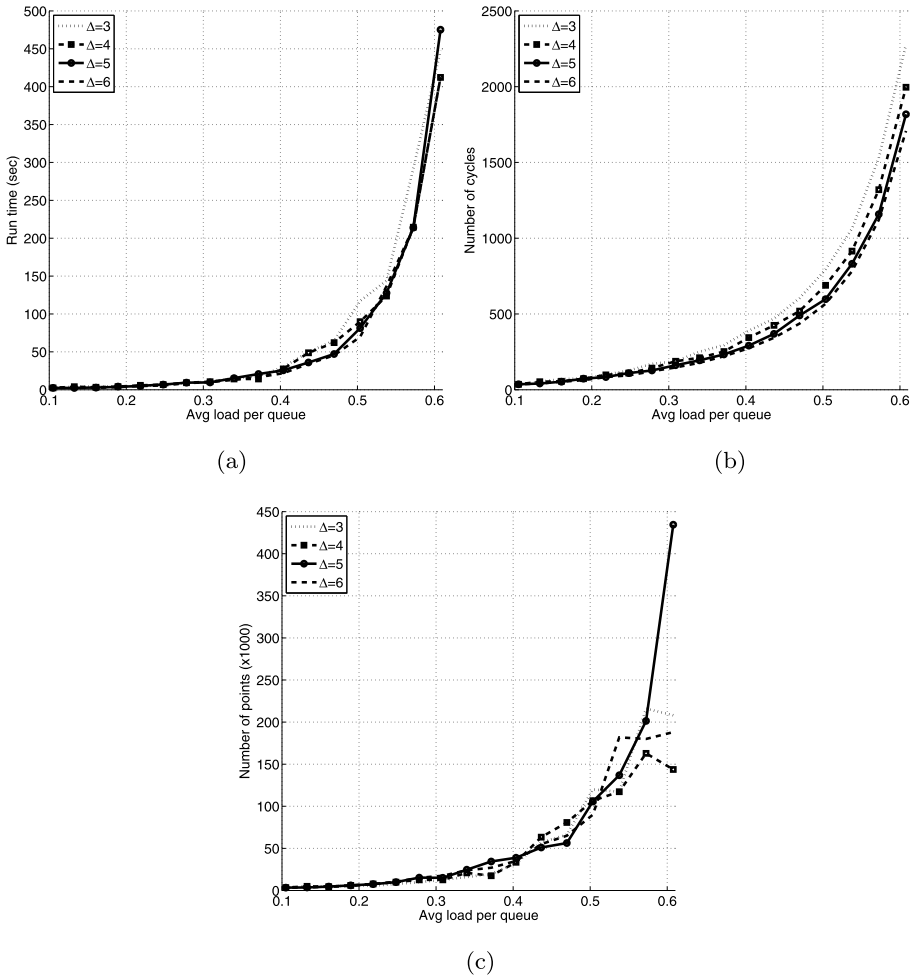 500
450
400
350
300
250
200
150
100
50
0
Run time (sec)
Δ=3
Δ=4
Δ=5
Δ=6
0.1 0.2 0.3 0.4 0.5 0.6
Avg load per queue
(a)
2500
2000
1500
1000
500
0
Number of cycles
Δ=3
Δ=4
Δ=5
Δ=6
0.1 0.2 0.3 0.4 0.5 0.6
Avg load per queue
(b)
450
400
350
300
250
200
150
100
50
0
Number of points (x1000)
Δ=3
Δ=4
Δ=5
Δ=6
0.1 0.2 0.3 0.4 0.5 0.6
Avg load per queue
(c)